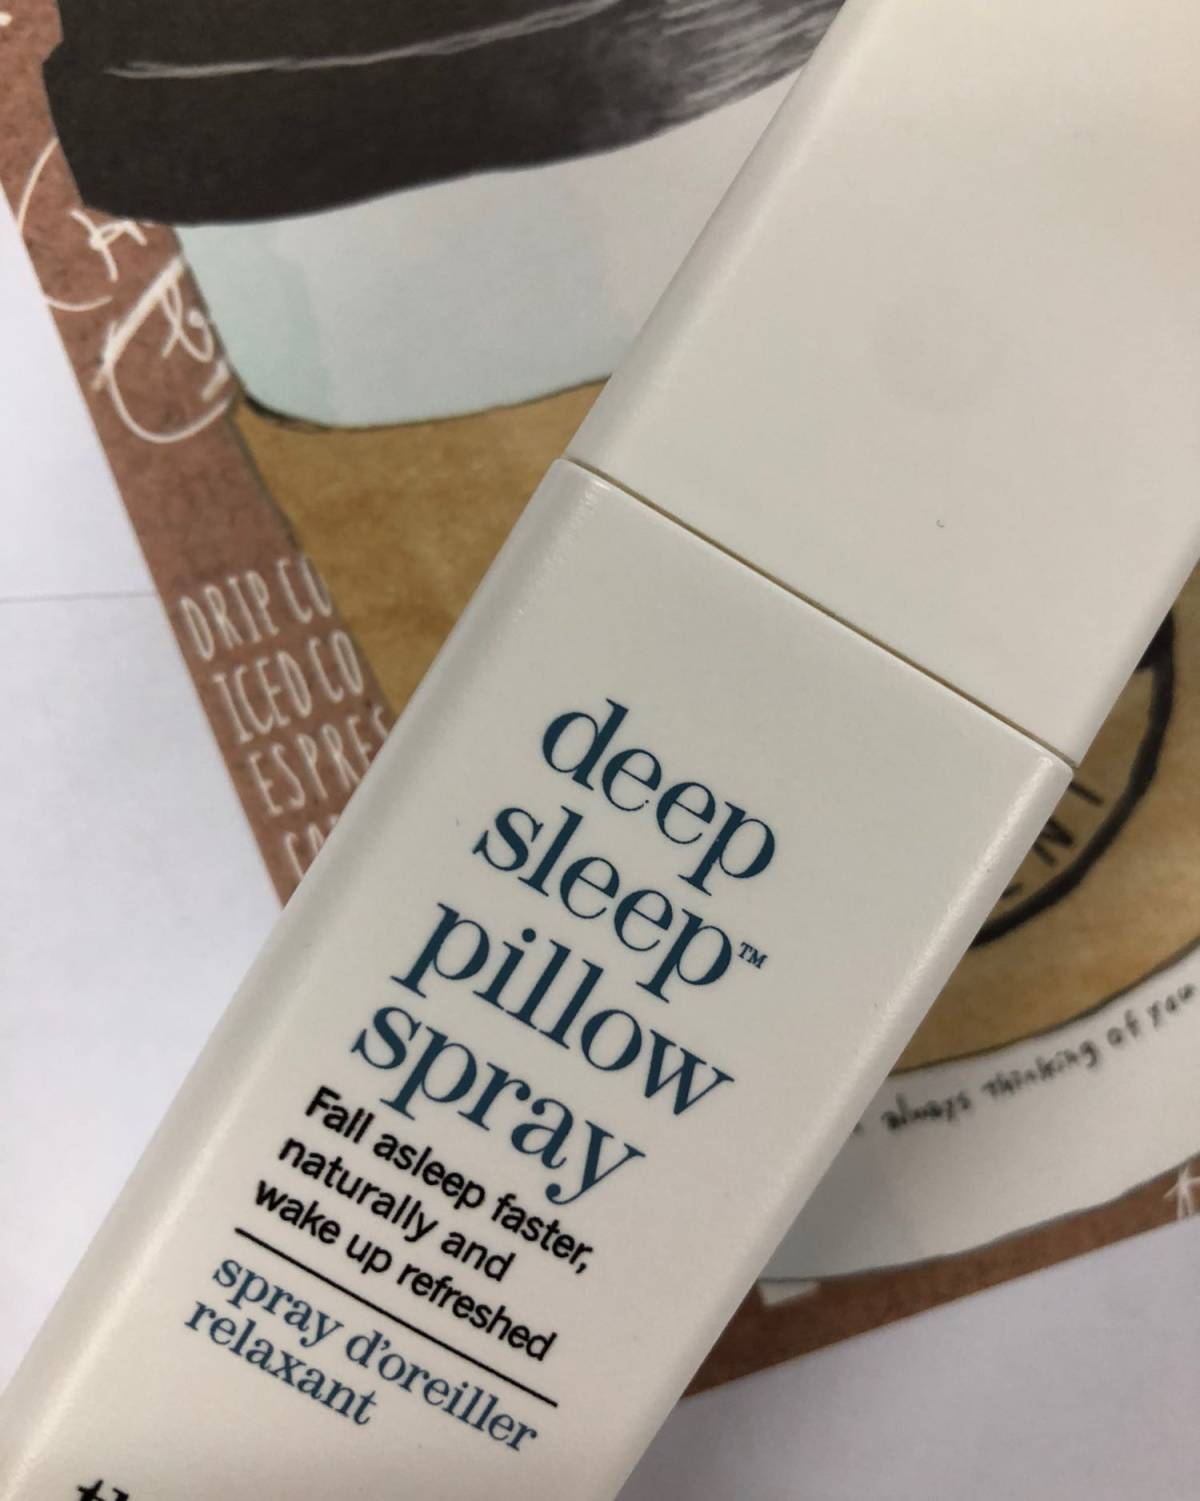 DRIP CO
ICED CO
ESPRES
deep
sleep™
pillow
spray
Fall asleep faster,
naturally and
wake up refreshed
spray d'oreiller
relaxant
always thinking of you